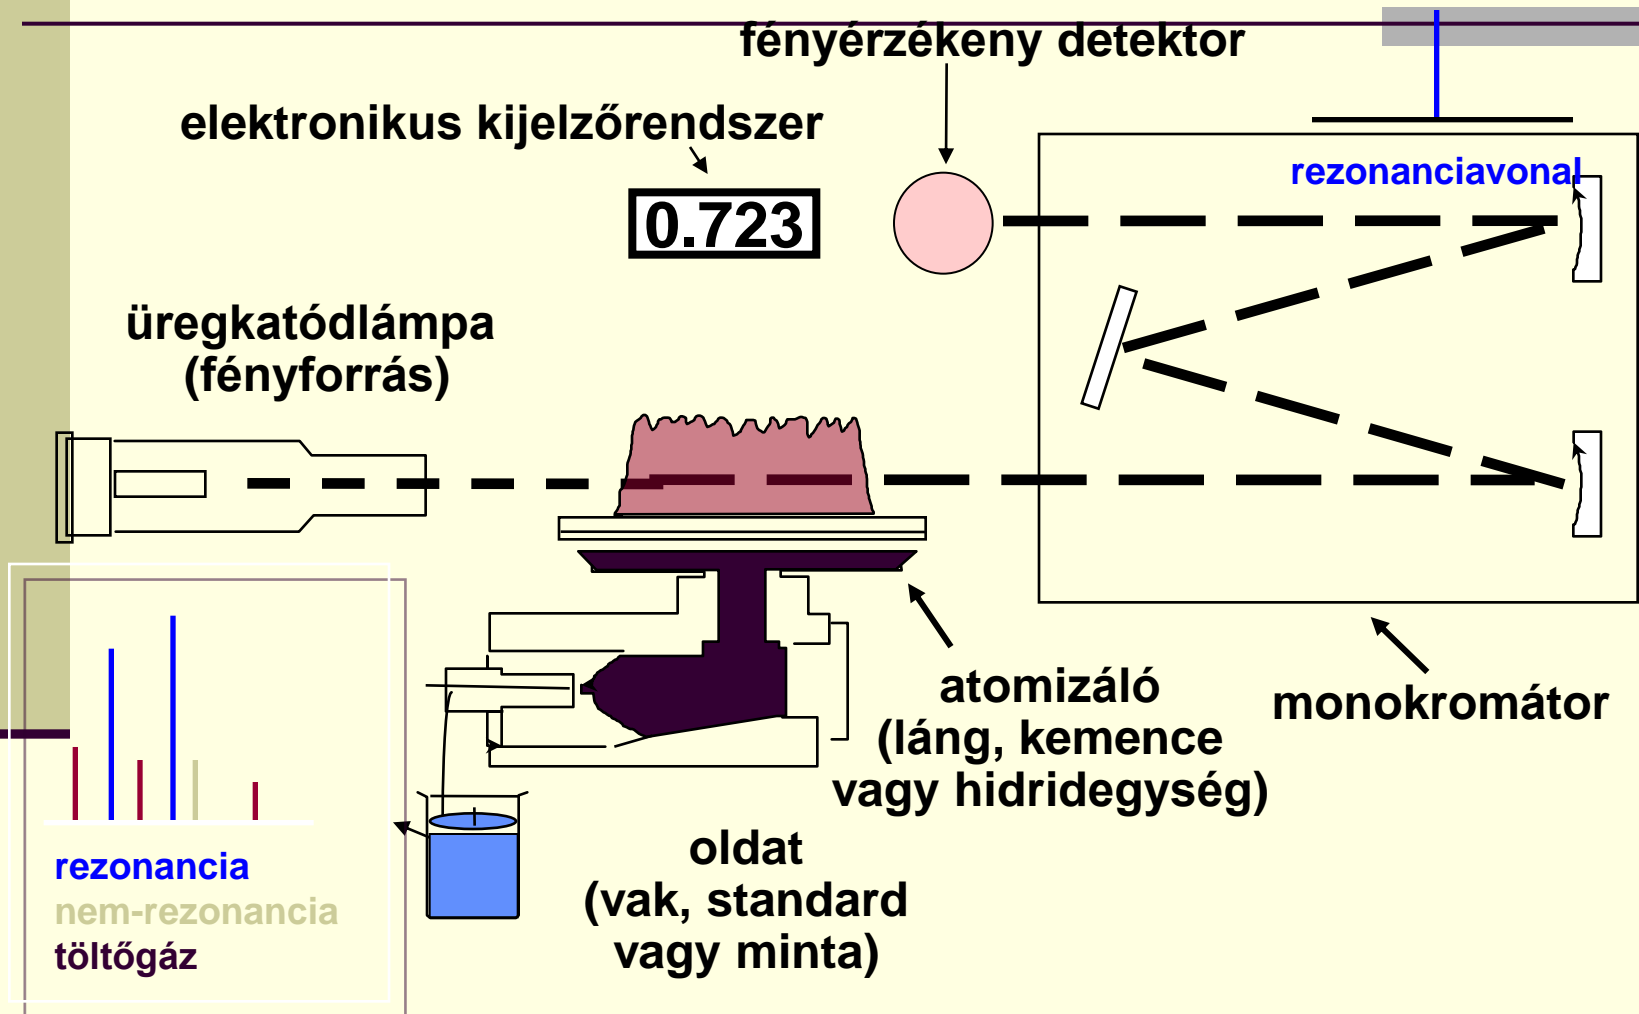 fényérzékeny detektor
elektronikus kijelzőrendszer
rezonanciavonal
0.723
üregkatódlámpa
(fényforrás)
atomizáló
(láng, kemence
vagy hidridegység)
monokromátor
oldat
(vak, standard
vagy minta)
rezonancia
nem-rezonancia
töltőgáz